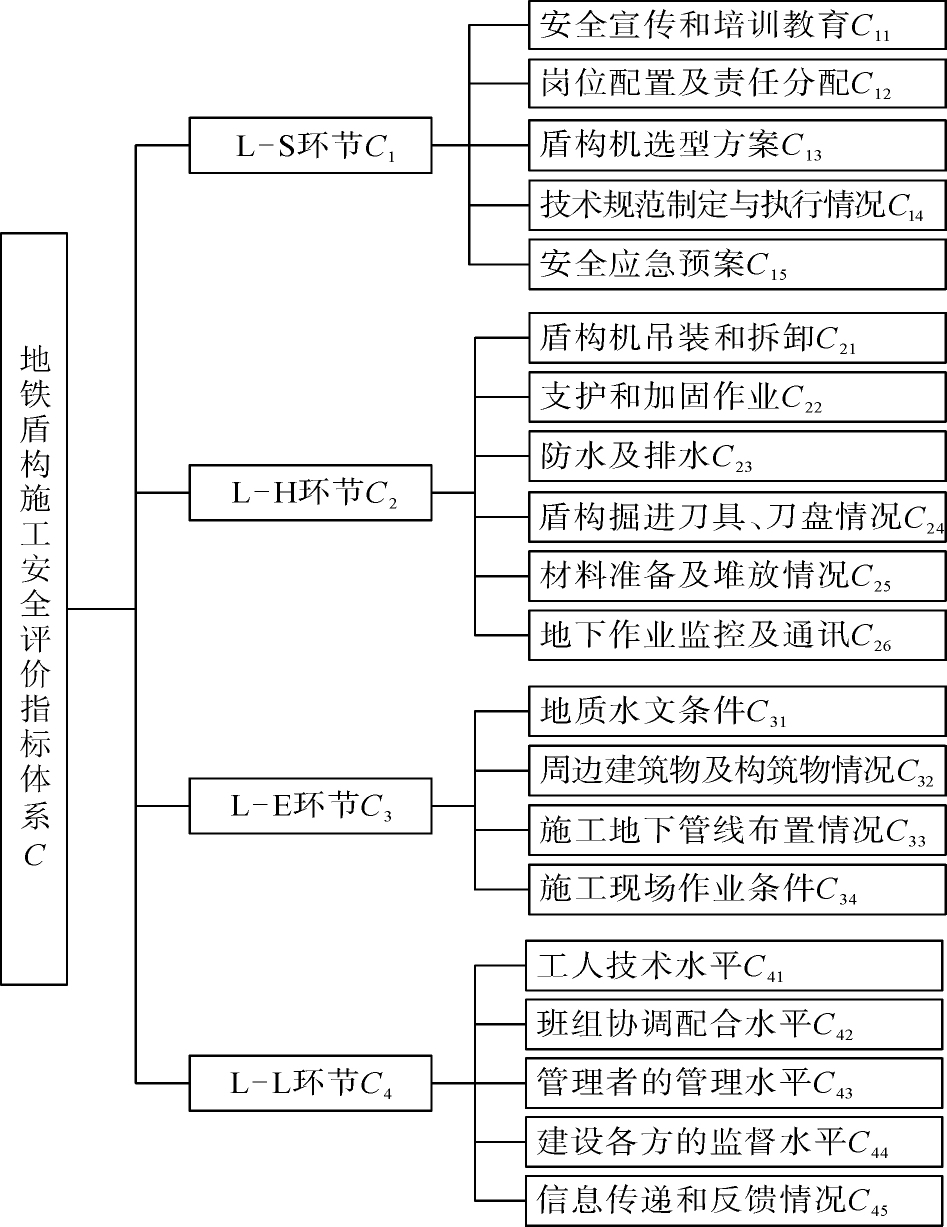 地铁盾构施工安全评价指标体系C
L-S环节C₁
安全宣传和培训教育C₁₁
岗位配置及责任分配C₁₂
盾构机选型方案C₁₃
技术规范制定与执行情况C₁₄
安全应急预案C₁₅
L-H环节C₂
盾构机吊装和拆卸C₂₁
支护和加固作业C₂₂
防水及排水C₂₃
盾构掘进刀具、刀盘情况C₂₄
材料准备及堆放情况C₂₅
地下作业监控及通讯C₂₆
L-E环节C₃
地质水文条件C₃₁
周边建筑物及构筑物情况C₃₂
施工地下管线布置情况C₃₃
施工现场作业条件C₃₄
L-L环节C₄
工人技术水平C₄₁
班组协调配合水平C₄₂
管理者的管理水平C₄₃
建设各方的监督水平C₄₄
信息传递和反馈情况C₄₅